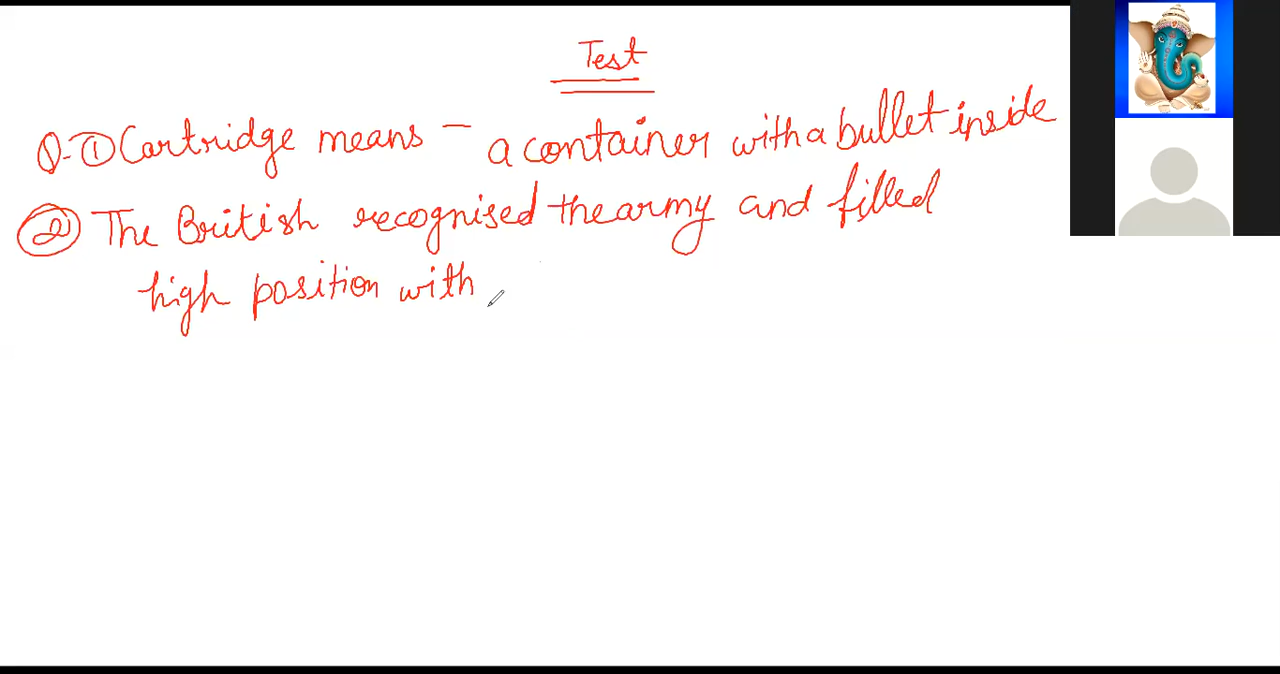 Test
Q.① Cartridge means - a container with a bullet inside
② The British recognised the army and filled
high position with